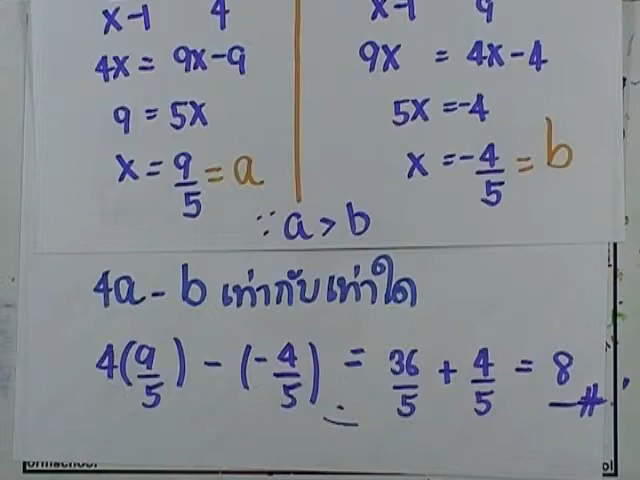 x-1 4
4x = 9x-9
9 = 5x
x = 9/5 = a
x-1 9
9x = 4x-4
5x = -4
x = -4/5 = b
∵ a > b
4a - b เท่ากับเท่าใด
4(9/5) - (-4/5) = 36/5 + 4/5 = 8 #